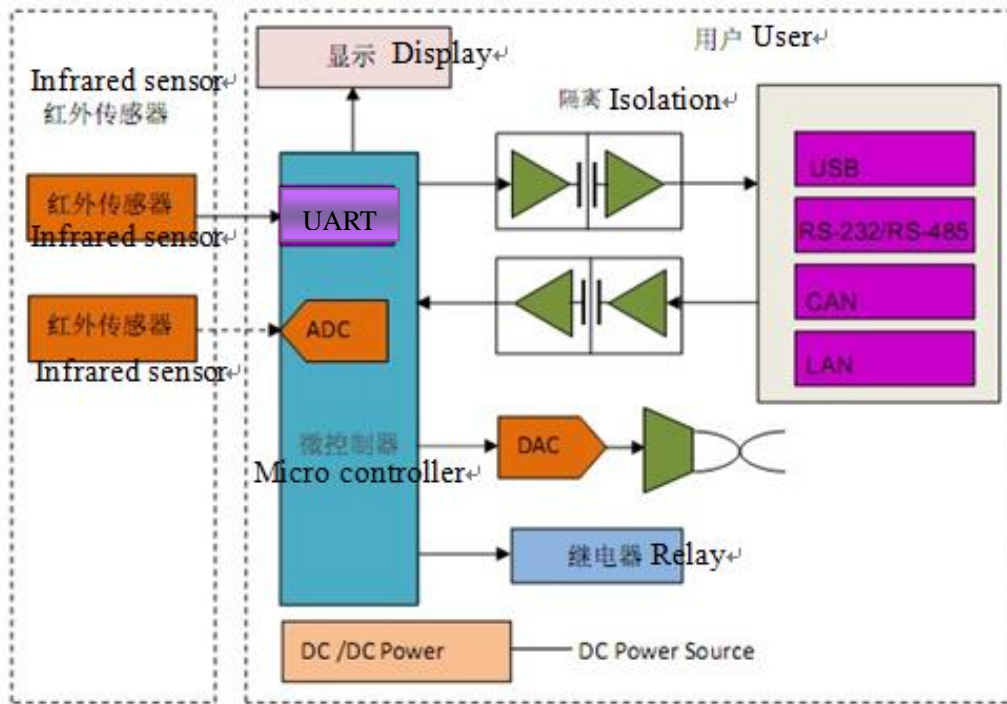 显示 Display↵
用户 User↵
Infrared sensor↵
红外传感器
隔离 Isolation↵
红外传感器
Infrared sensor↵
UART
USB
RS-232/RS-485
CAN
LAN
红外传感器
Infrared sensor↵
ADC
微控制器
Micro controller↵
DAC
继电器 Relay↵
DC /DC Power
DC Power Source